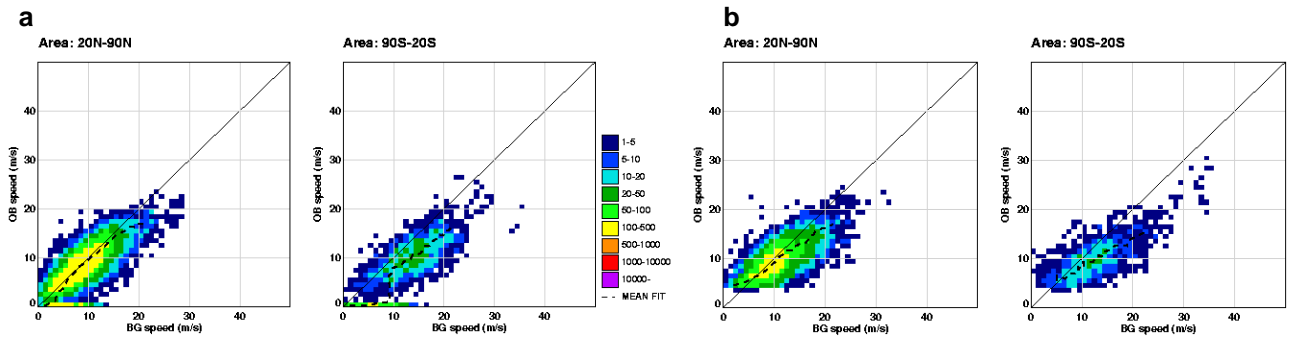 a
Area: 20N-90N
OB speed (m/s)
40
30
20
10
0
0 10 20 30 40
BG speed (m/s)
Area: 90S-20S
OB speed (m/s)
40
30
20
10
0
0 10 20 30 40
BG speed (m/s)
1-5
5-10
10-20
20-50
50-100
100-500
500-1000
1000-10000
10000-
MEAN FIT
b
Area: 20N-90N
OB speed (m/s)
40
30
20
10
0
0 10 20 30 40
BG speed (m/s)
Area: 90S-20S
OB speed (m/s)
40
30
20
10
0
0 10 20 30 40
BG speed (m/s)